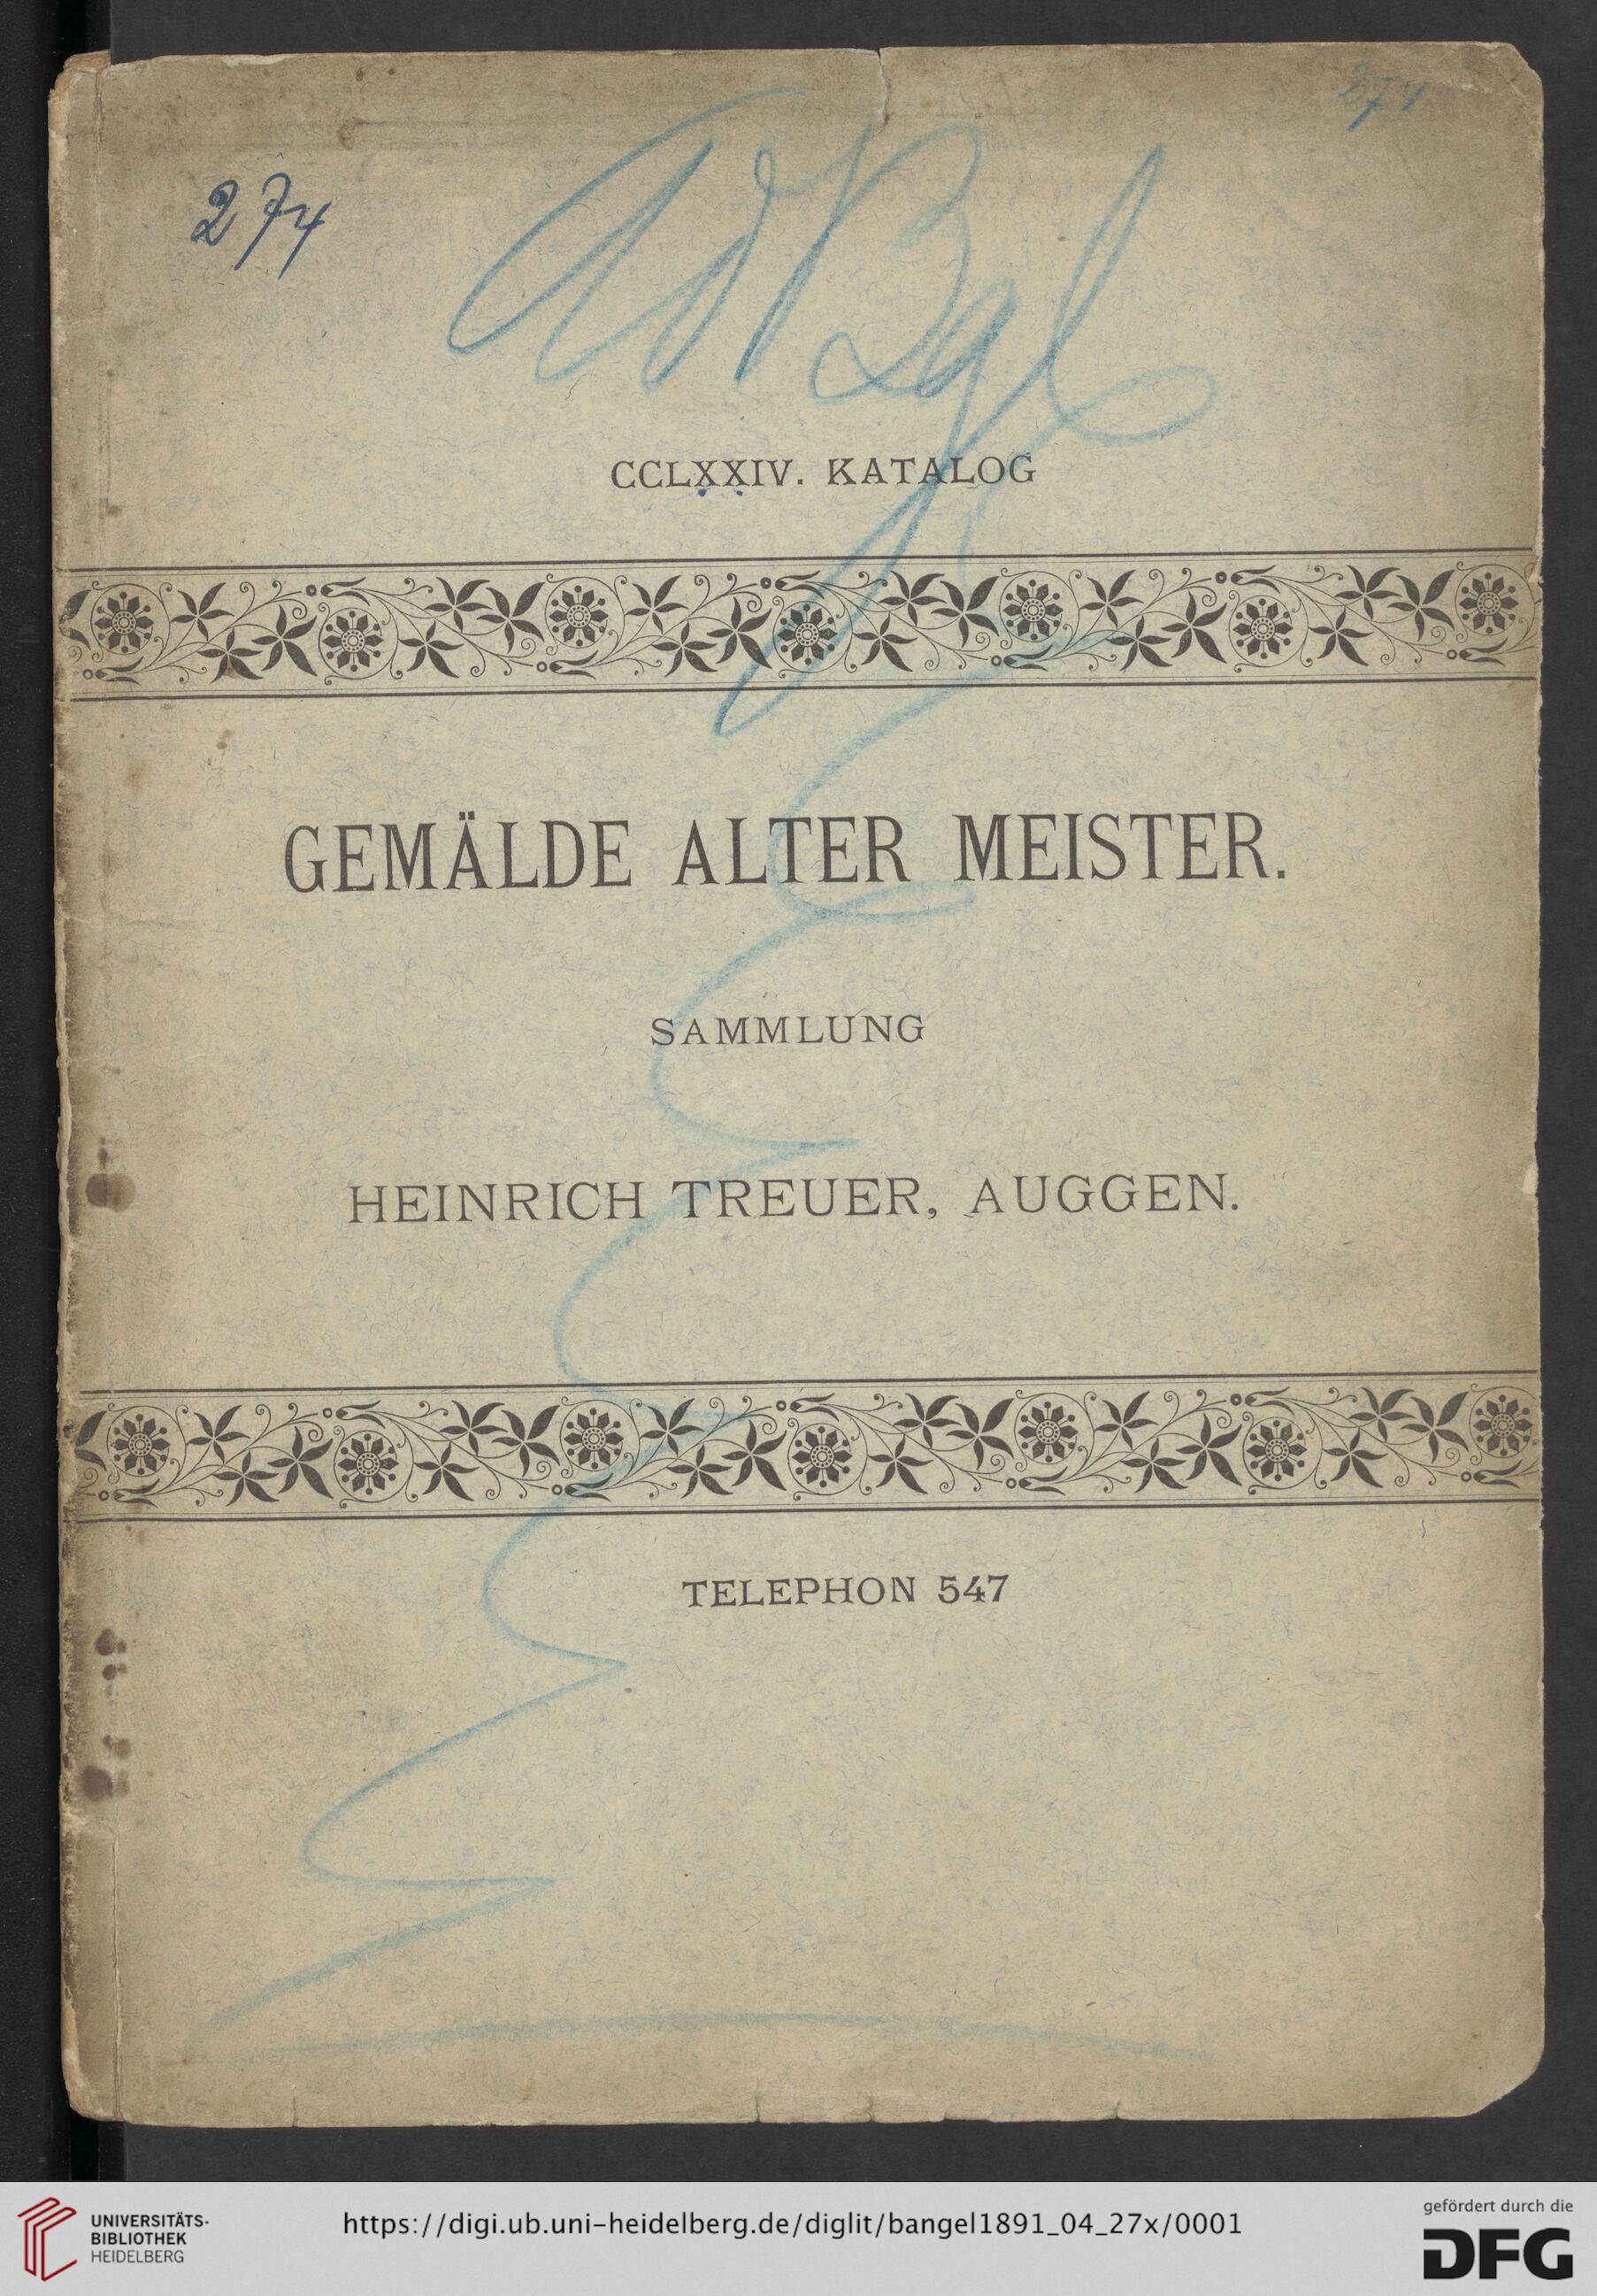 274
CCLXXIV. KATALOG
GEMÄLDE ALTER MEISTER.
SAMMLUNG
HEINRICH TREUER, AUGGEN.
TELEPHON 547
UNIVERSITÄTS-
BIBLIOTHEK
HEIDELBERG
https://digi.ub.uni-heidelberg.de/diglit/bangel1891_04_27x/0001
gefördert durch die
DFG